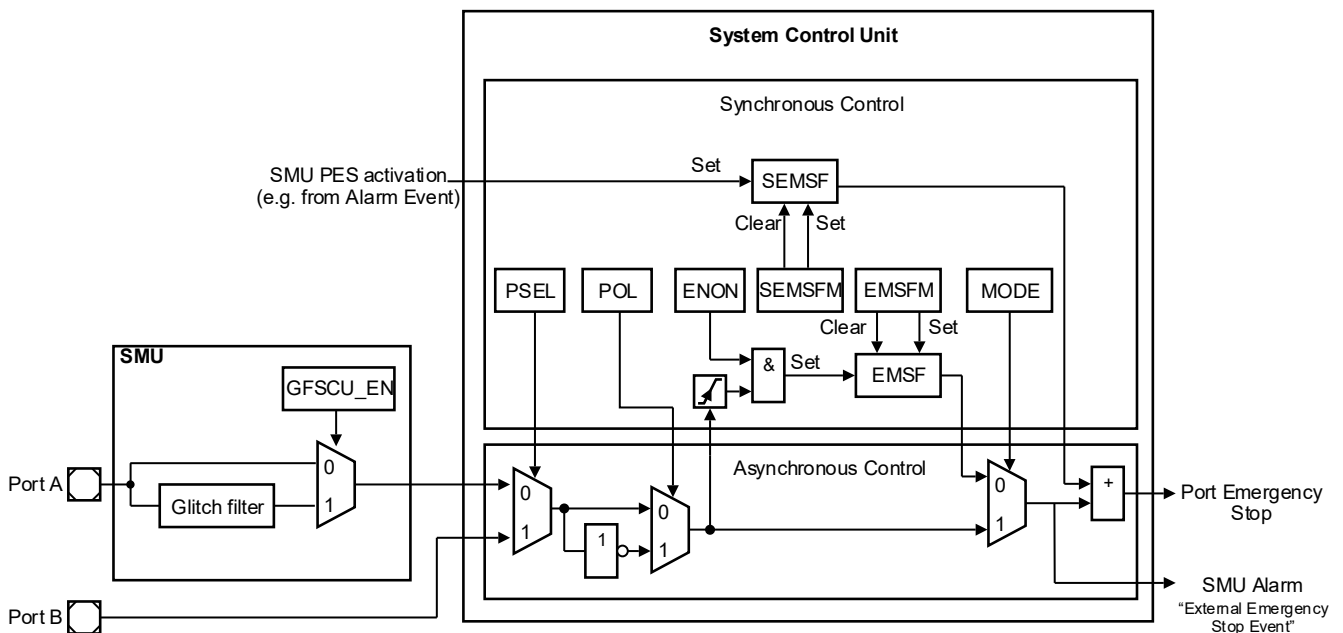 System Control Unit
Synchronous Control
SMU PES activation
(e.g. from Alarm Event)
Set
SEMSF
Clear
Set
PSEL
POL
ENON
SEMSFM
EMSFM
MODE
Clear
Set
&
Set
EMSF
SMU
GFSCU_EN
Asynchronous Control
Port A
0
Glitch filter
1
0
1
0
1
1
0
1
+
Port Emergency
Stop
Port B
SMU Alarm
“External Emergency
Stop Event”